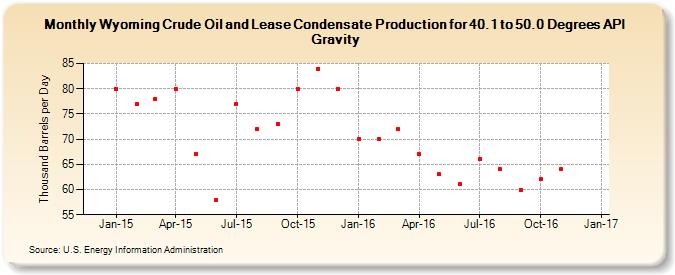 Monthly Wyoming Crude Oil and Lease Condensate Production for 40.1 to 50.0 Degrees API
Gravity
Thousand Barrels per Day
85
80
75
70
65
60
55
Jan-15 Apr-15 Jul-15 Oct-15 Jan-16 Apr-16 Jul-16 Oct-16 Jan-17
Source: U.S. Energy Information Administration